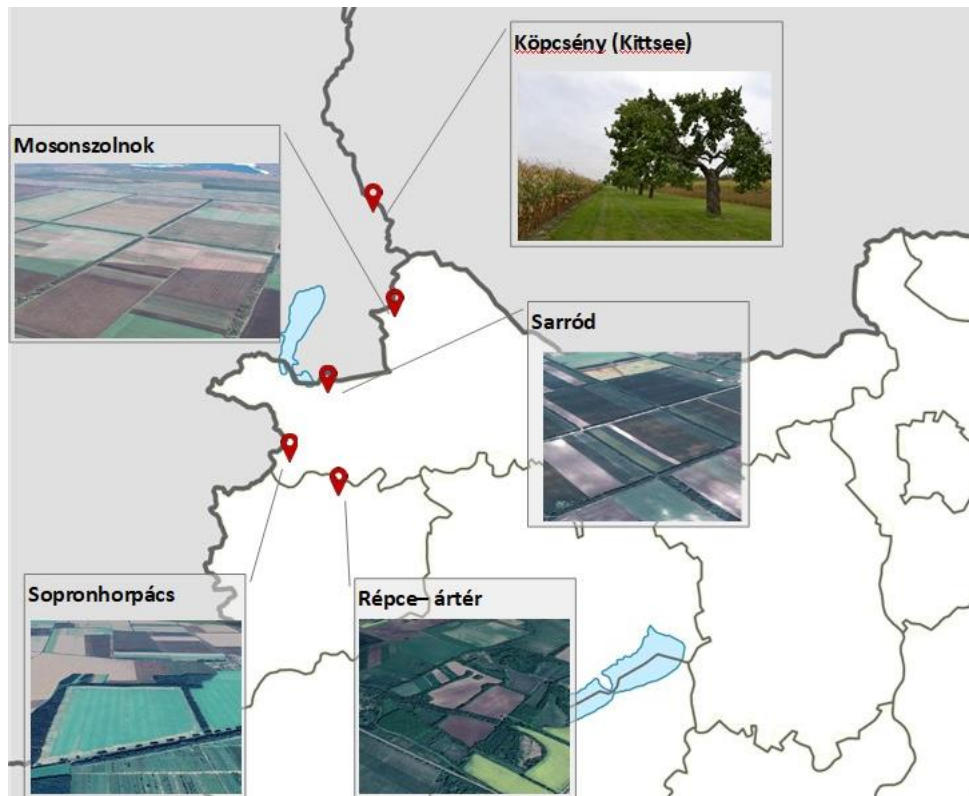 Köpcsény (Kittsee)
Mosonszolnok
Sarród
Sopronhorpács
Répce– ártér